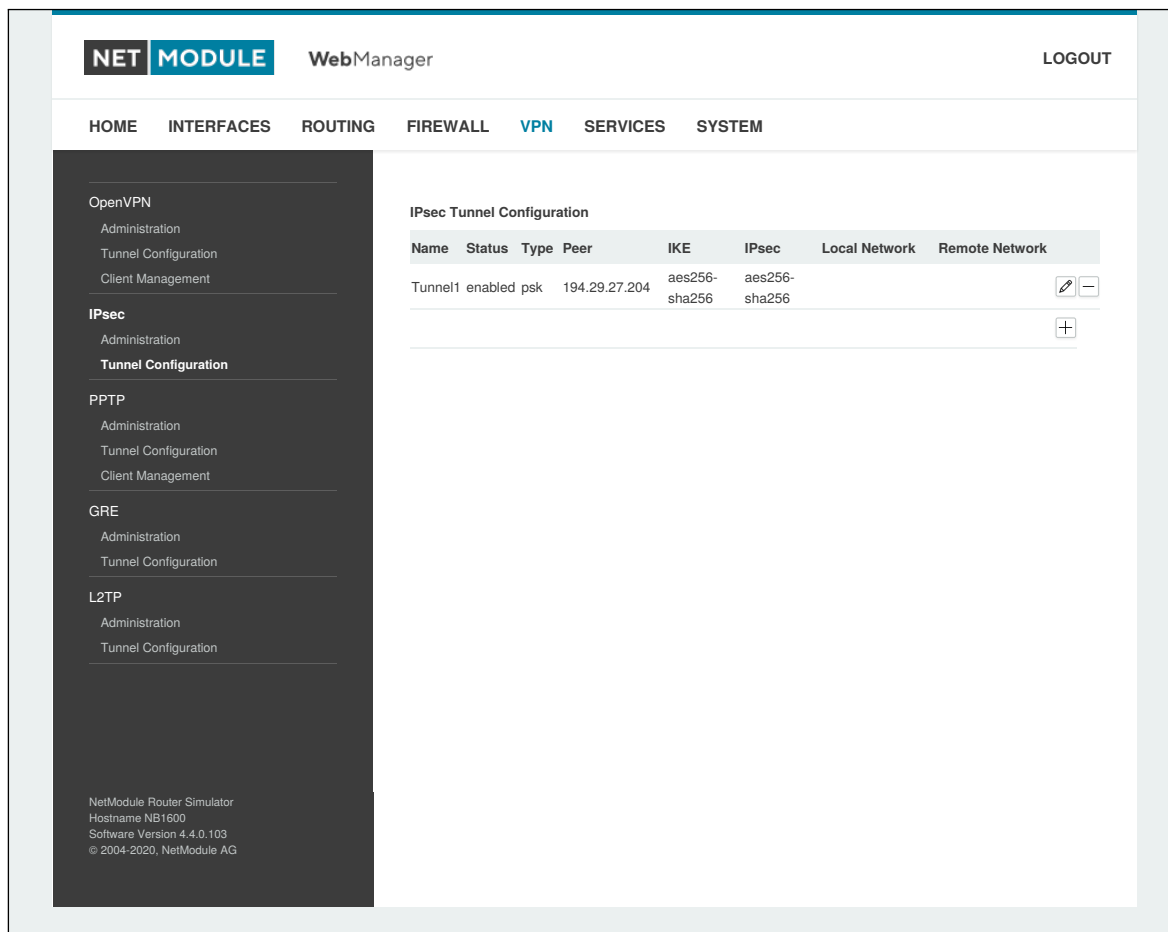 NET MODULE WebManager LOGOUT
HOME INTERFACES ROUTING FIREWALL VPN SERVICES SYSTEM
OpenVPN
Administration
Tunnel Configuration
Client Management
IPsec
Administration
Tunnel Configuration
PPTP
Administration
Tunnel Configuration
Client Management
GRE
Administration
Tunnel Configuration
L2TP
Administration
Tunnel Configuration
NetModule Router Simulator
Hostname NB1600
Software Version 4.4.0.103
© 2004-2020, NetModule AG
IPsec Tunnel Configuration
Name Status Type Peer IKE IPsec Local Network Remote Network
Tunnel1 enabled psk 194.29.27.204 aes256- aes256-
sha256 sha256